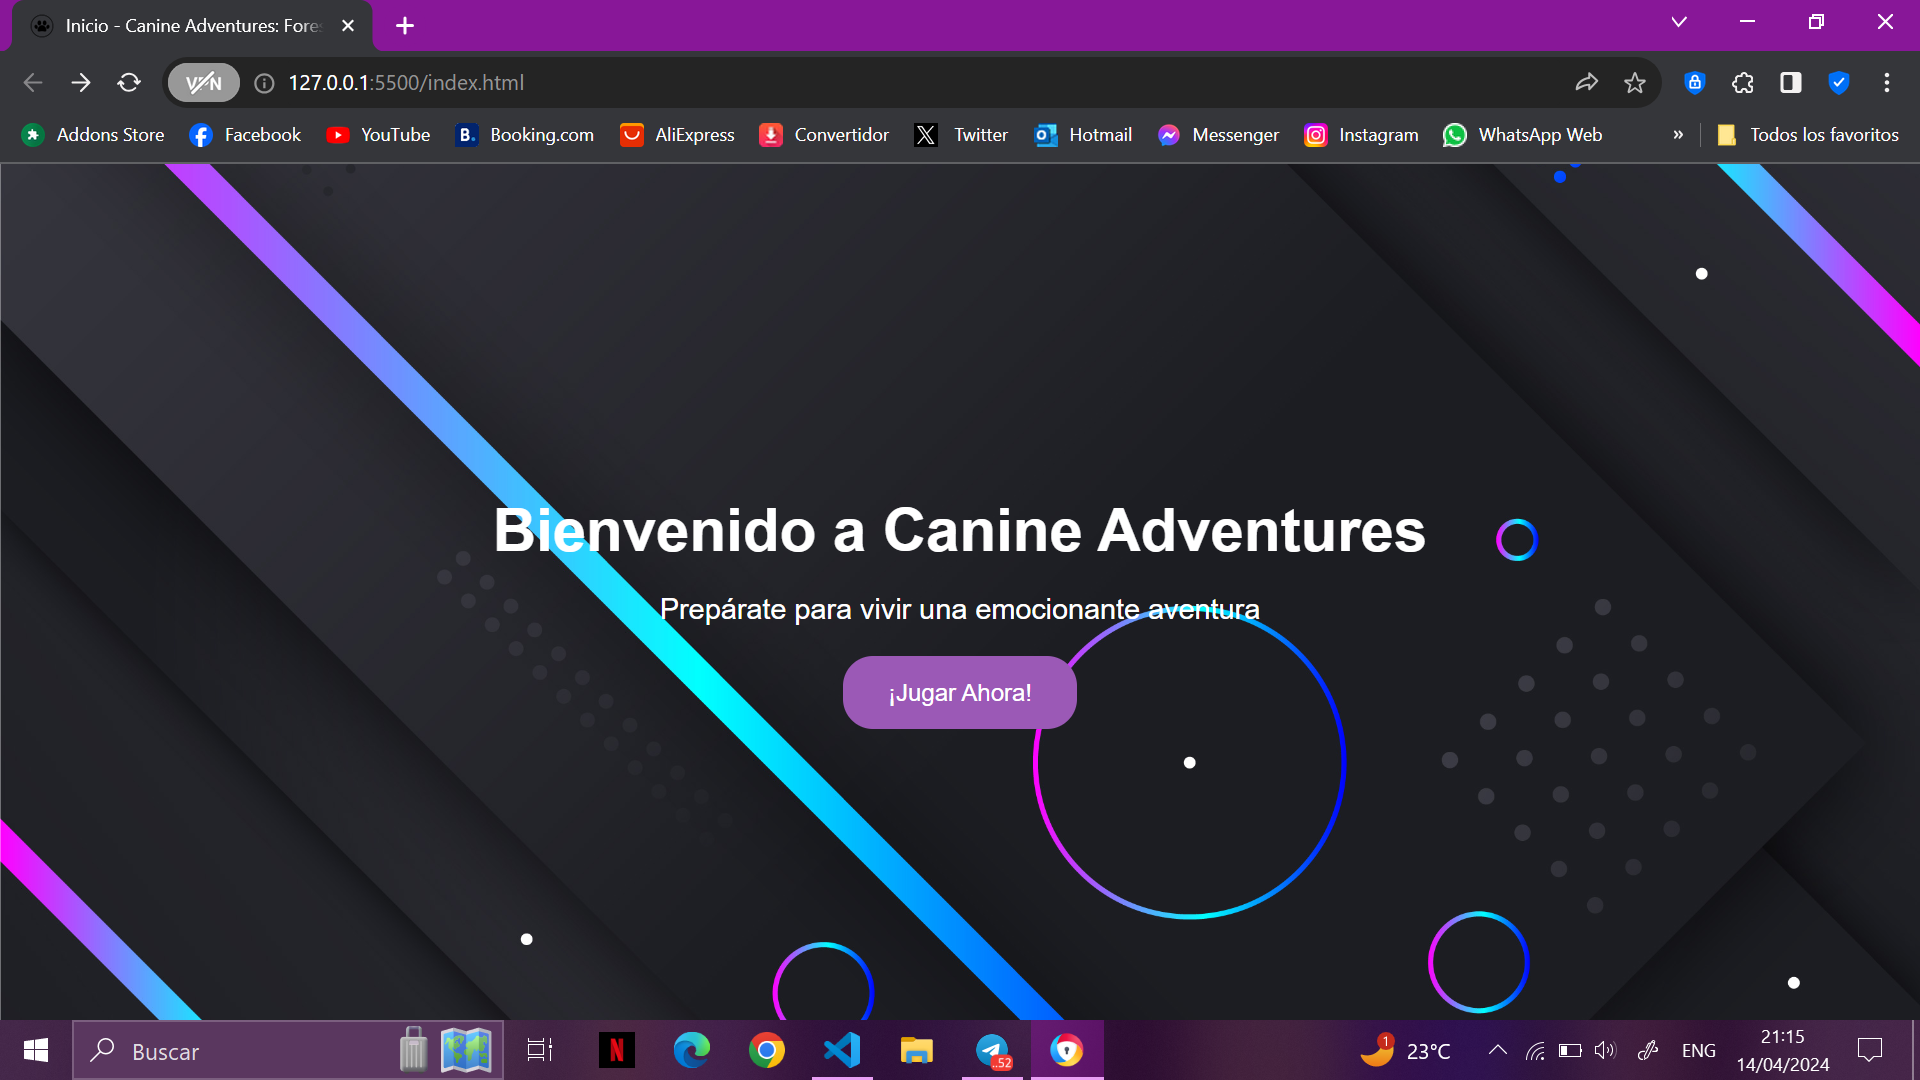 Inicio - Canine Adventures: Fores
VPN
127.0.0.1:5500/index.html
Addons Store
Facebook
YouTube
B. Booking.com
AliExpress
Convertidor
Twitter
Hotmail
Messenger
Instagram
WhatsApp Web
»
Todos los favoritos
Bienvenido a Canine Adventures
Prepárate para vivir una emocionante aventura
¡Jugar Ahora!
Buscar
N
..52
1
23°C
ENG
21:15
14/04/2024